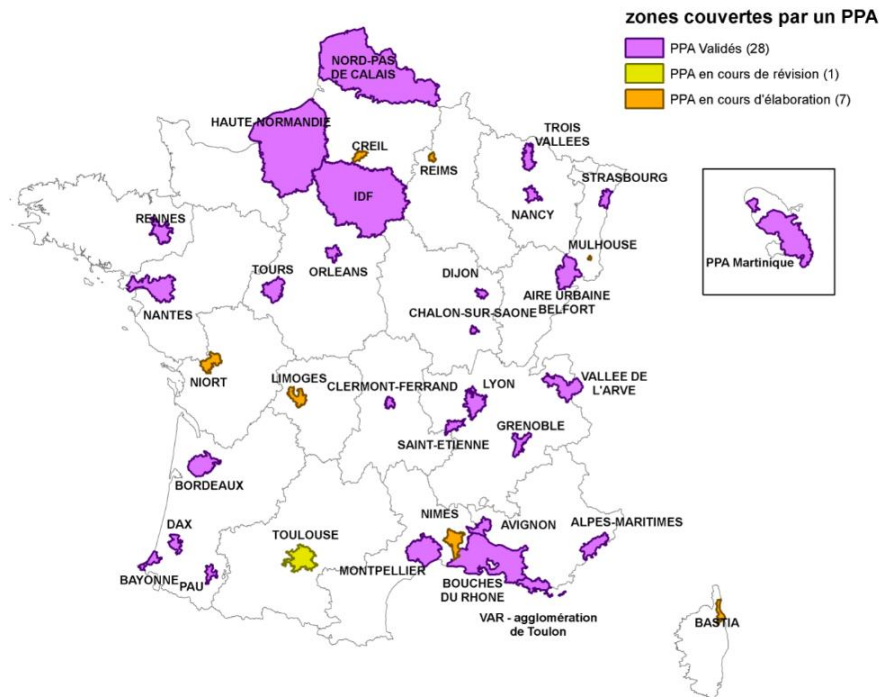 zones couvertes par un PPA
PPA Validés (28)
PPA en cours de révision (1)
PPA en cours d'élaboration (7)
NORD-PAS
DE CALAIS
HAUTE-NORMANDIE
CREIL
REIMS
TROIS
VALLEES
STRASBOURG
IDF
NANCY
RENNES
MULHOUSE
PPA Martinique
ORLEANS
TOURS
DIJON
AIRE URBAINE
BELFORT
NANTES
CHALON-SUR-SAONE
NIORT
LIMOGES
CLERMONT-FERRAND
LYON
VALLEE DE
L'ARVE
SAINT-ETIENNE
GRENOBLE
BORDEAUX
NIMES
AVIGNON
ALPES-MARITIMES
DAX
TOULOUSE
MONTPELLIER
BAYONNE
PAU
BOUCHES
DU RHONE
VAR - agglomération
de Toulon
BASTIA